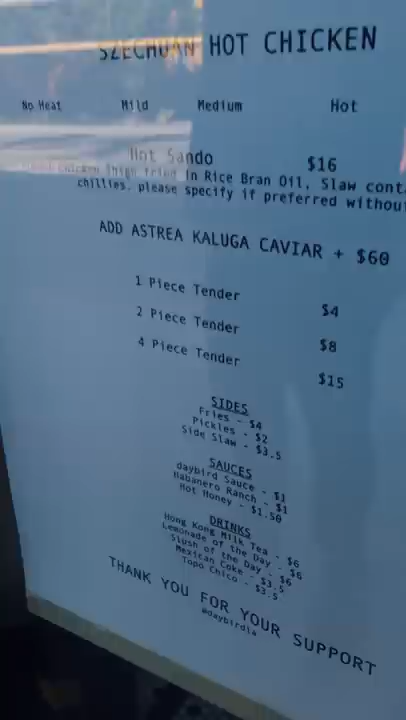 SZECHUAN HOT CHICKEN
No Heat Mild Medium Hot
Hot Sando $16
chicken thigh fried in Rice Bran Oil, Slaw cont
chillies, please specify if preferred withou
ADD ASTREA KALUGA CAVIAR + $60
1 Piece Tender $4
2 Piece Tender $8
4 Piece Tender $15
SIDES
Fries - $4
Pickles - $2
Side Slaw - $3.5
SAUCES
daybird Sauce - $1
Habanero Ranch - $1
Hot Honey - $1.50
DRINKS
Hong Kong Milk Tea - $6
Lemonade of the Day - $6
Slush of the Day - $6
Mexican Coke - $3.5
Topo Chico - $3.5
THANK YOU FOR YOUR SUPPORT
@daybirdla